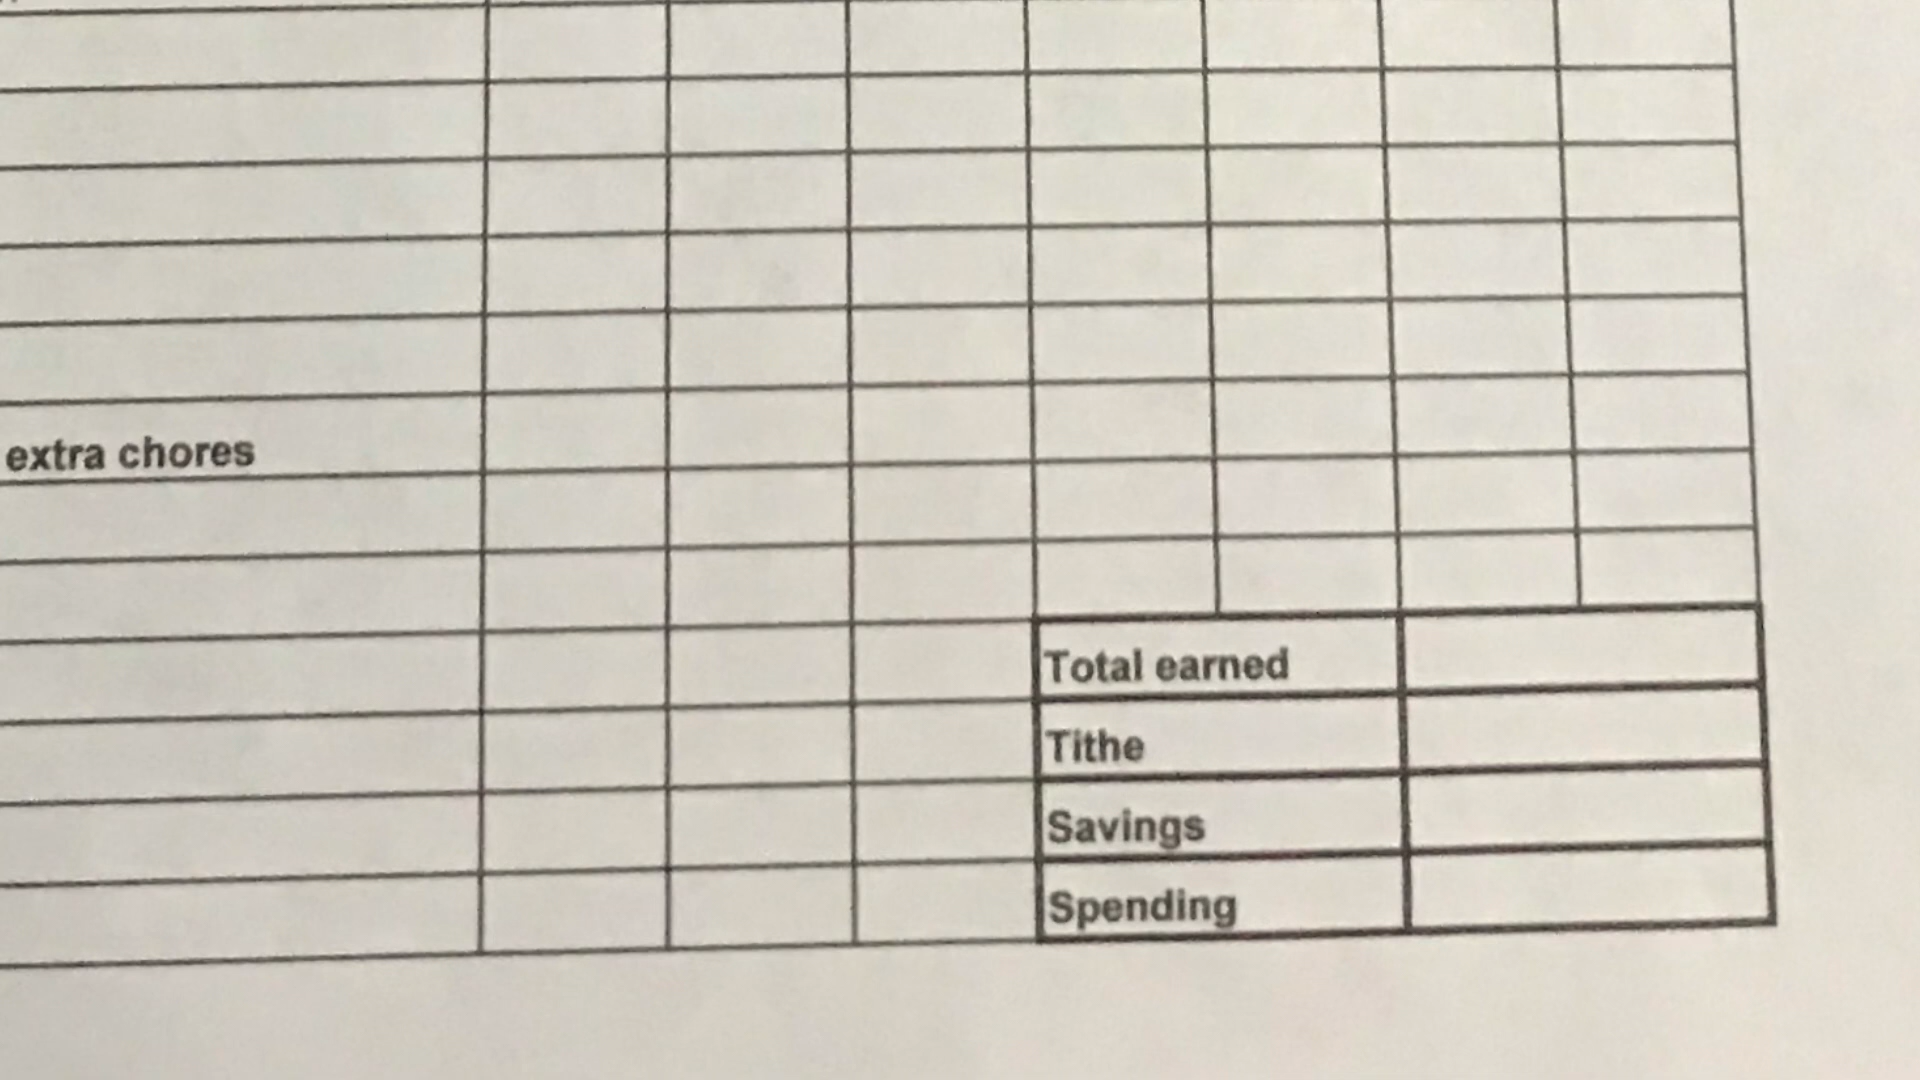 extra chores
Total earned
Tithe
Savings
Spending